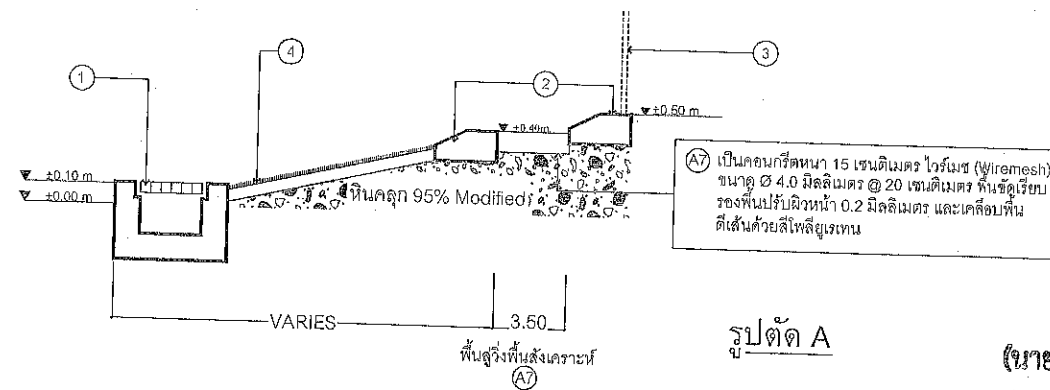 1
4
2
3
±0.50 m
±0.40m
±0.10 m
±0.00 m
หินคลุก 95% Modified
A7 เป็นคอนกรีตหนา 15 เซนติเมตร ไวร์เมช (Wiremesh)
ขนาด Ø 4.0 มิลลิเมตร @ 20 เซนติเมตร พื้นขัดเรียบ
รองพื้นปรับผิวหน้า 0.2 มิลลิเมตร และเคลือบพื้น
ตีเส้นด้วยสีโพลียูรีเทน
VARIES
3.50
พื้นลู่วิ่งพื้นสังเคราะห์
A7
รูปตัด A
(นาย